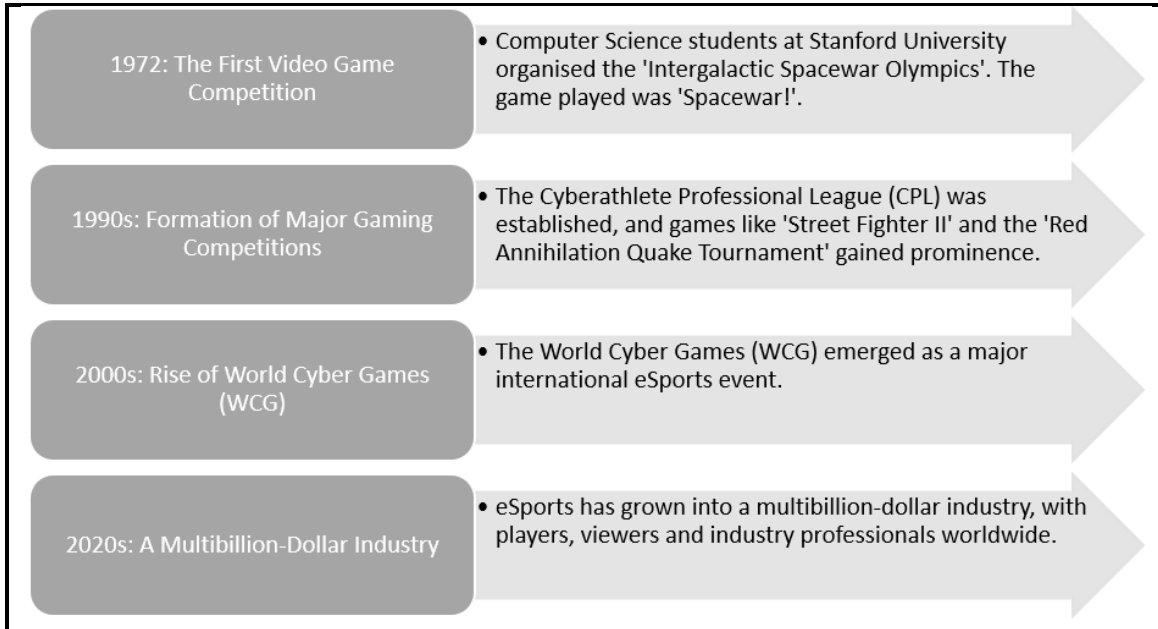 1972: The First Video Game
Competition
• Computer Science students at Stanford University
organised the 'Intergalactic Spacewar Olympics'. The
game played was 'Spacewar!'.
1990s: Formation of Major Gaming
Competitions
• The Cyberathlete Professional League (CPL) was
established, and games like 'Street Fighter II' and the 'Red
Annihilation Quake Tournament' gained prominence.
2000s: Rise of World Cyber Games
(WCG)
• The World Cyber Games (WCG) emerged as a major
international eSports event.
2020s: A Multibillion-Dollar Industry
• eSports has grown into a multibillion-dollar industry, with
players, viewers and industry professionals worldwide.